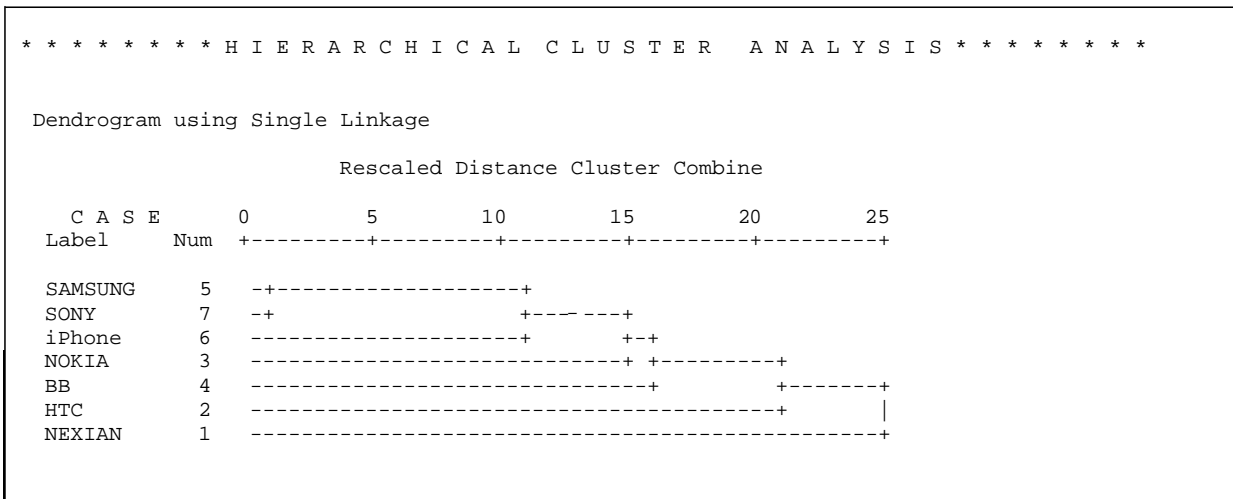 * * * * * * * * H I E R A R C H I C A L  C L U S T E R   A N A L Y S I S * * * * * * * *
Dendrogram using Single Linkage
Rescaled Distance Cluster Combine
C A S E 0 5 10 15 20 25
Label Num +---------+---------+---------+---------+---------+
SAMSUNG 5 -+-------------------+
SONY 7 -+                   +---- ---+
iPhone 6 ---------------------+       +-+
NOKIA 3 -----------------------------+ +---------+
BB 4 -------------------------------+         +-------+
HTC 2 -----------------------------------------+       |
NEXIAN 1 -------------------------------------------------+